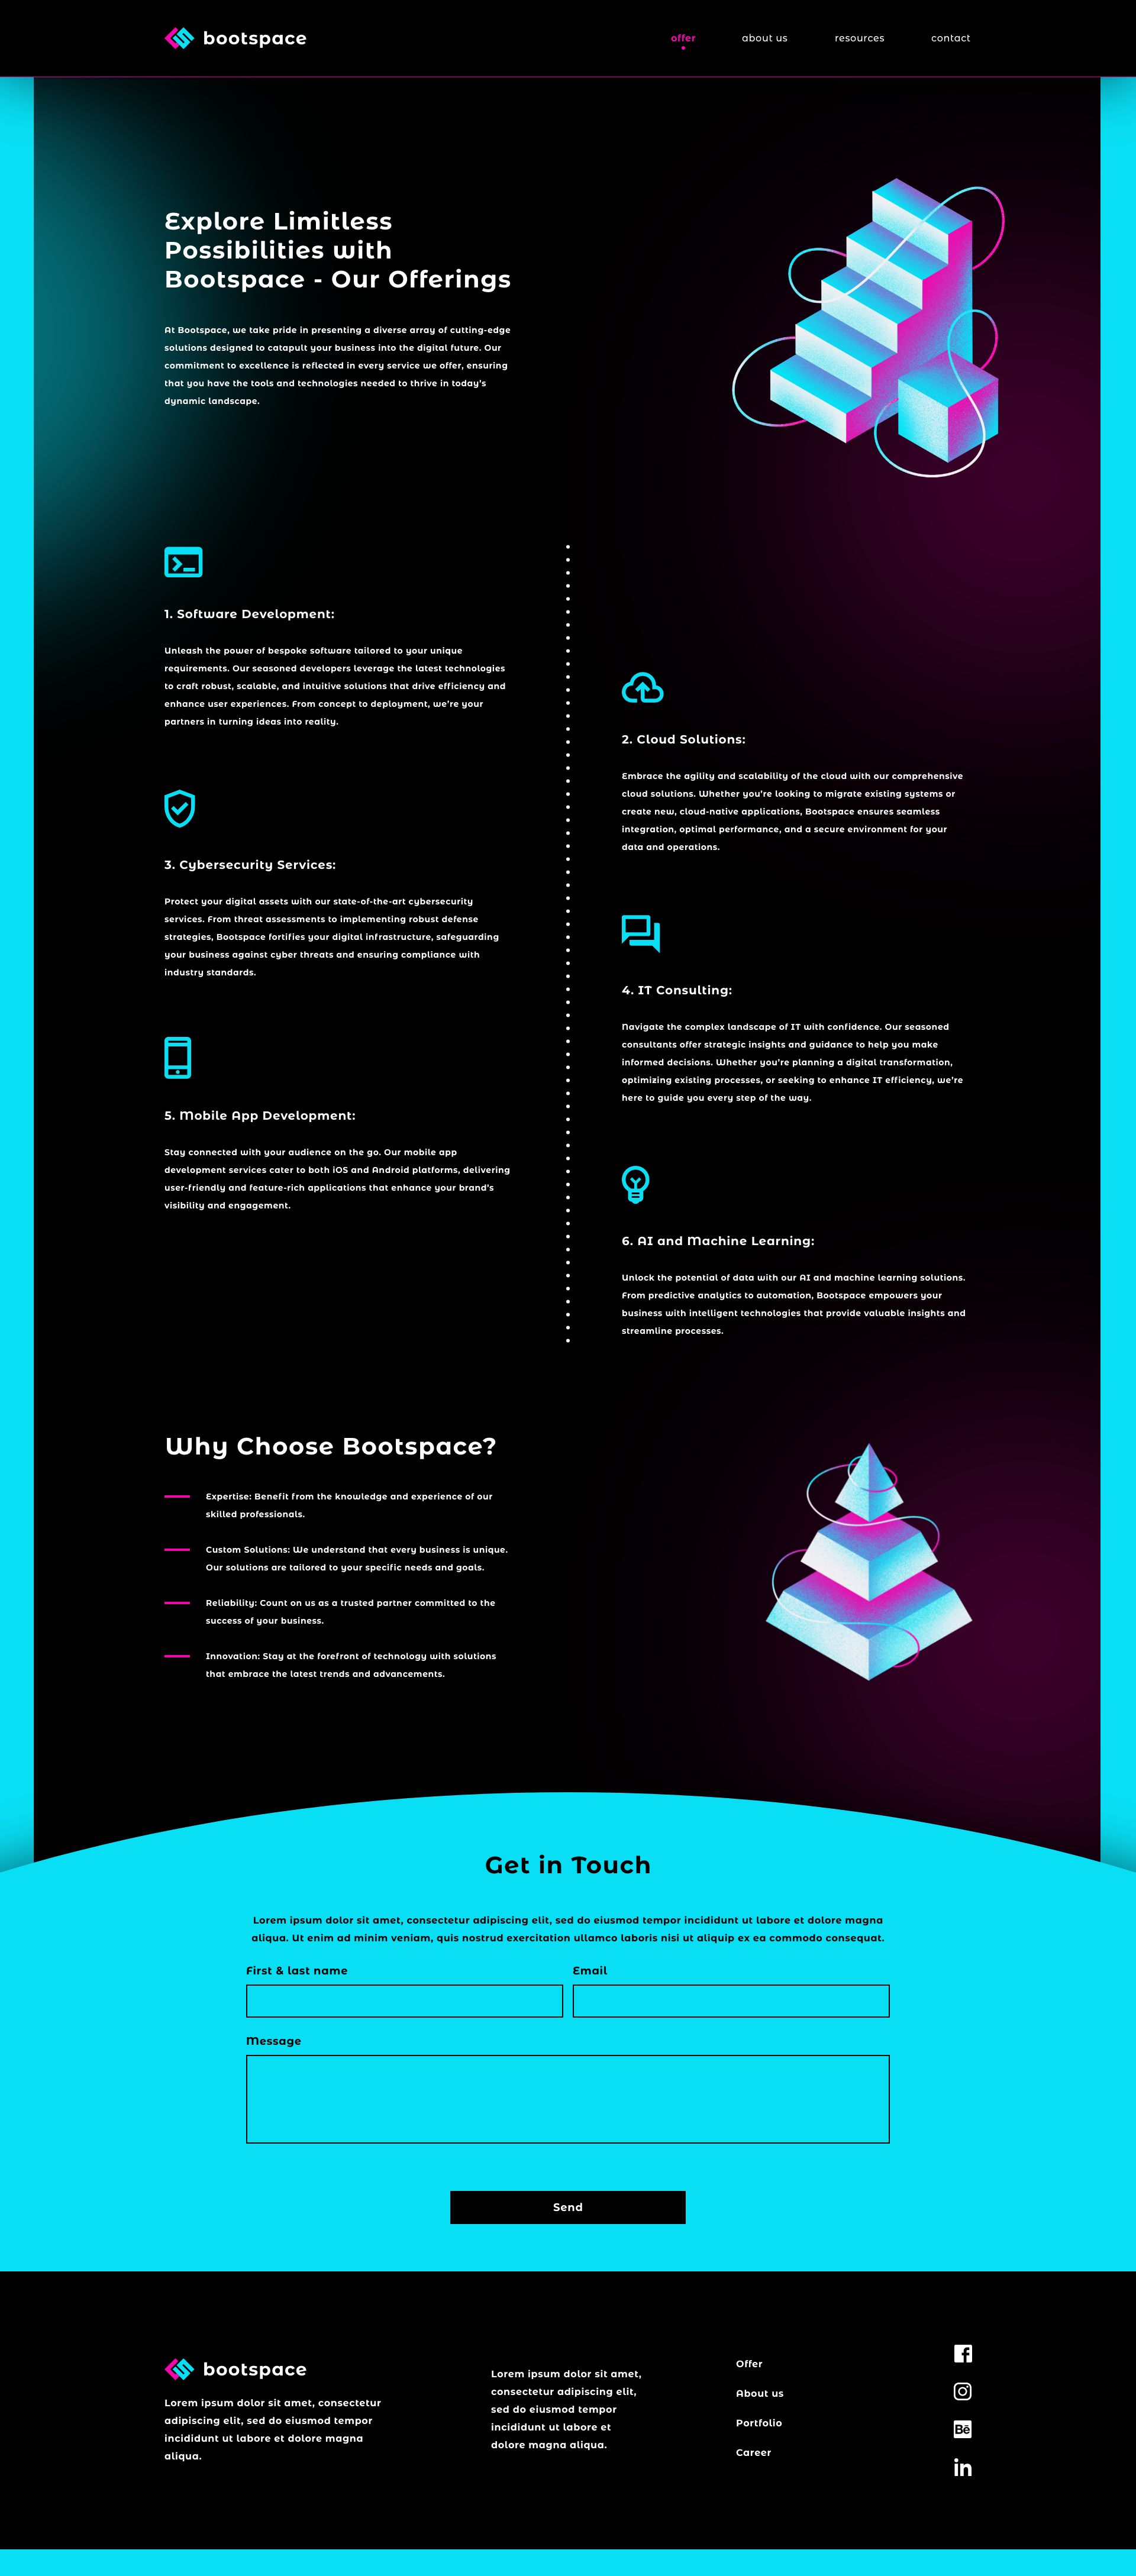 bootspace
offer
about us
resources
contact
Explore Limitless
Possibilities with
Bootspace - Our Offerings
At Bootspace, we take pride in presenting a diverse array of cutting-edge
solutions designed to catapult your business into the digital future. Our
commitment to excellence is reflected in every service we offer, ensuring
that you have the tools and technologies needed to thrive in today's
dynamic landscape.
1. Software Development:
Unleash the power of bespoke software tailored to your unique
requirements. Our seasoned developers leverage the latest technologies
to craft robust, scalable, and intuitive solutions that drive efficiency and
enhance user experiences. From concept to deployment, we're your
partners in turning ideas into reality.
2. Cloud Solutions:
Embrace the agility and scalability of the cloud with our comprehensive
cloud solutions. Whether you're looking to migrate existing systems or
create new, cloud-native applications, Bootspace ensures seamless
integration, optimal performance, and a secure environment for your
data and operations.
3. Cybersecurity Services:
Protect your digital assets with our state-of-the-art cybersecurity
services. From threat assessments to implementing robust defense
strategies, Bootspace fortifies your digital infrastructure, safeguarding
your business against cyber threats and ensuring compliance with
industry standards.
4. IT Consulting:
Navigate the complex landscape of IT with confidence. Our seasoned
consultants offer strategic insights and guidance to help you make
informed decisions. Whether you're planning a digital transformation,
optimizing existing processes, or seeking to enhance IT efficiency, we're
here to guide you every step of the way.
5. Mobile App Development:
Stay connected with your audience on the go. Our mobile app
development services cater to both iOS and Android platforms, delivering
user-friendly and feature-rich applications that enhance your brand's
visibility and engagement.
6. AI and Machine Learning:
Unlock the potential of data with our AI and machine learning solutions.
From predictive analytics to automation, Bootspace empowers your
business with intelligent technologies that provide valuable insights and
streamline processes.
Why Choose Bootspace?
Expertise: Benefit from the knowledge and experience of our
skilled professionals.
Custom Solutions: We understand that every business is unique.
Our solutions are tailored to your specific needs and goals.
Reliability: Count on us as a trusted partner committed to the
success of your business.
Innovation: Stay at the forefront of technology with solutions
that embrace the latest trends and advancements.
Get in Touch
Lorem ipsum dolor sit amet, consectetur adipiscing elit, sed do eiusmod tempor incididunt ut labore et dolore magna
aliqua. Ut enim ad minim veniam, quis nostrud exercitation ullamco laboris nisi ut aliquip ex ea commodo consequat.
First & last name
Email
Message
Send
bootspace
Lorem ipsum dolor sit amet, consectetur
adipiscing elit, sed do eiusmod tempor
incididunt ut labore et dolore magna
aliqua.
Lorem ipsum dolor sit amet,
consectetur adipiscing elit,
sed do eiusmod tempor
incididunt ut labore et
dolore magna aliqua.
Offer
About us
Portfolio
Career